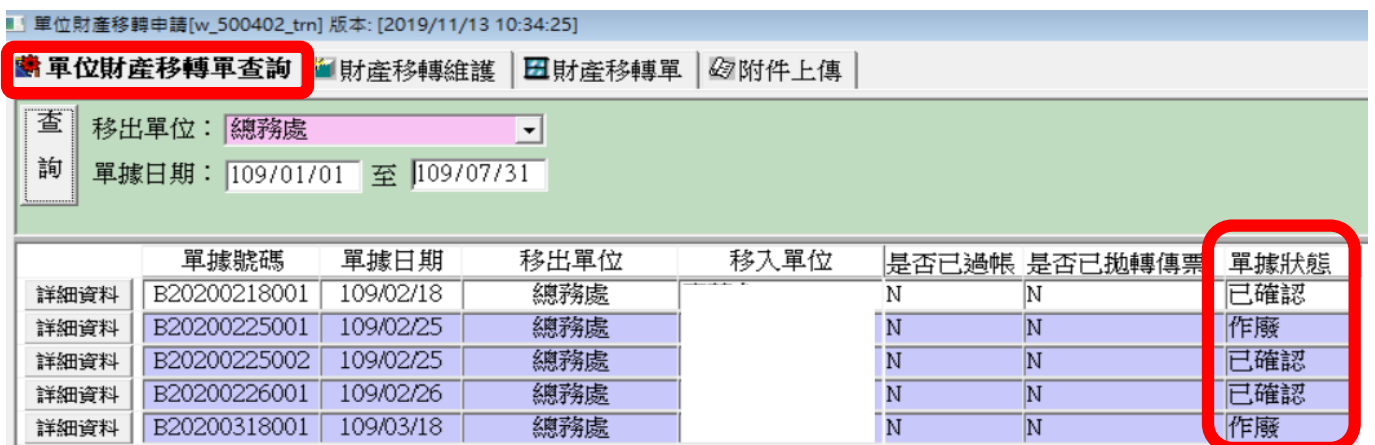 單位財產移轉申請[w_500402_trn] 版本: [2019/11/13 10:34:25]
單位財產移轉單查詢 財產移轉維護 財產移轉單 附件上傳
查詢
移出單位: 總務處
單據日期: 109/01/01 至 109/07/31
單據號碼 單據日期 移出單位 移入單位 是否已過帳 是否已拋轉傳票 單據狀態
詳細資料 B20200218001 109/02/18 總務處 N N 已確認
詳細資料 B20200225001 109/02/25 總務處 N N 作廢
詳細資料 B20200225002 109/02/25 總務處 N N 已確認
詳細資料 B20200226001 109/02/26 總務處 N N 已確認
詳細資料 B20200318001 109/03/18 總務處 N N 作廢